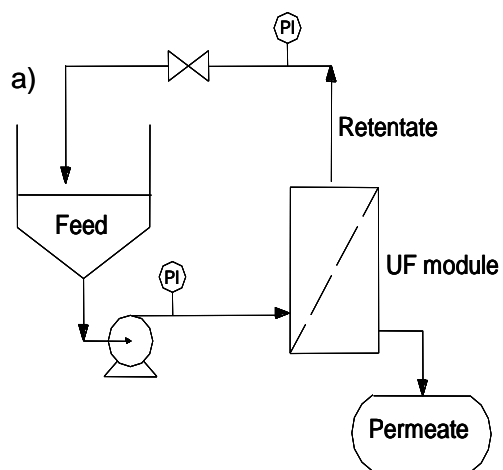 PI
a)
Retentate
Feed
UF module
PI
Permeate